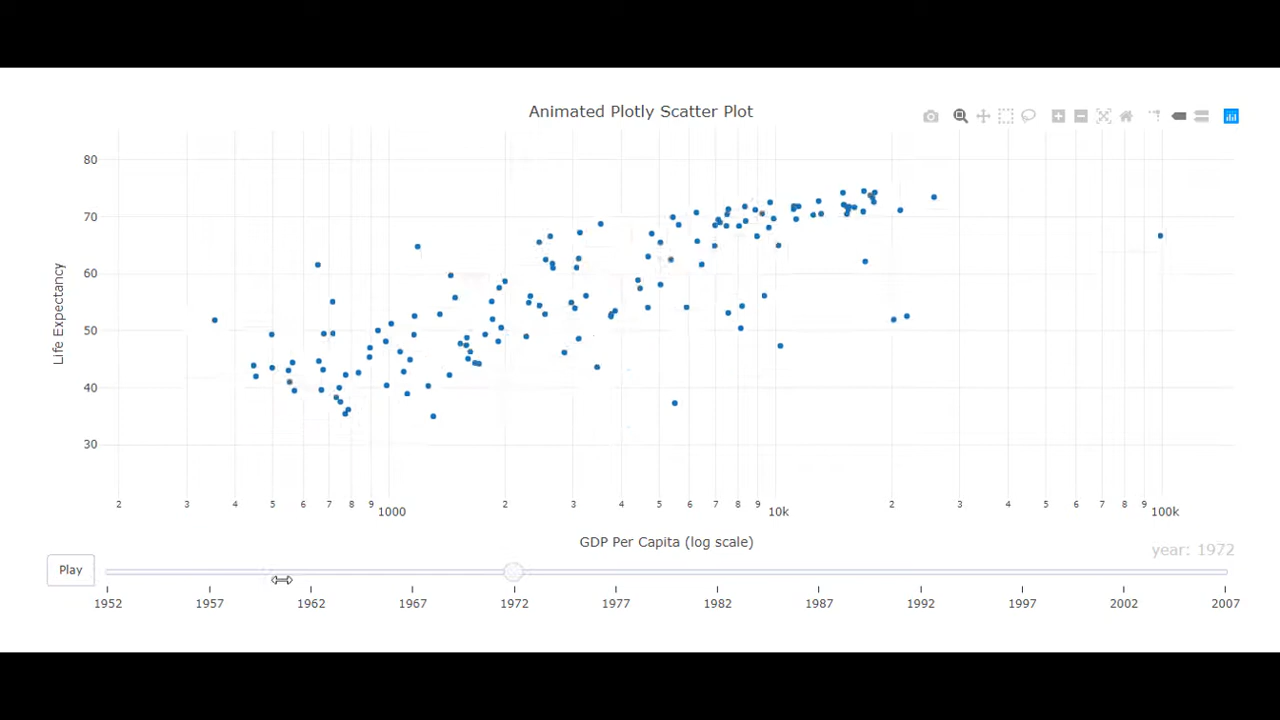 Animated Plotly Scatter Plot
80
70
60
50
40
30
Life Expectancy
2 3 4 5 6 7 8 9 1000 2 3 4 5 6 7 8 9 10k 2 3 4 5 6 7 8 9 100k
GDP Per Capita (log scale)
year: 1972
Play
1952 1957 1962 1967 1972 1977 1982 1987 1992 1997 2002 2007